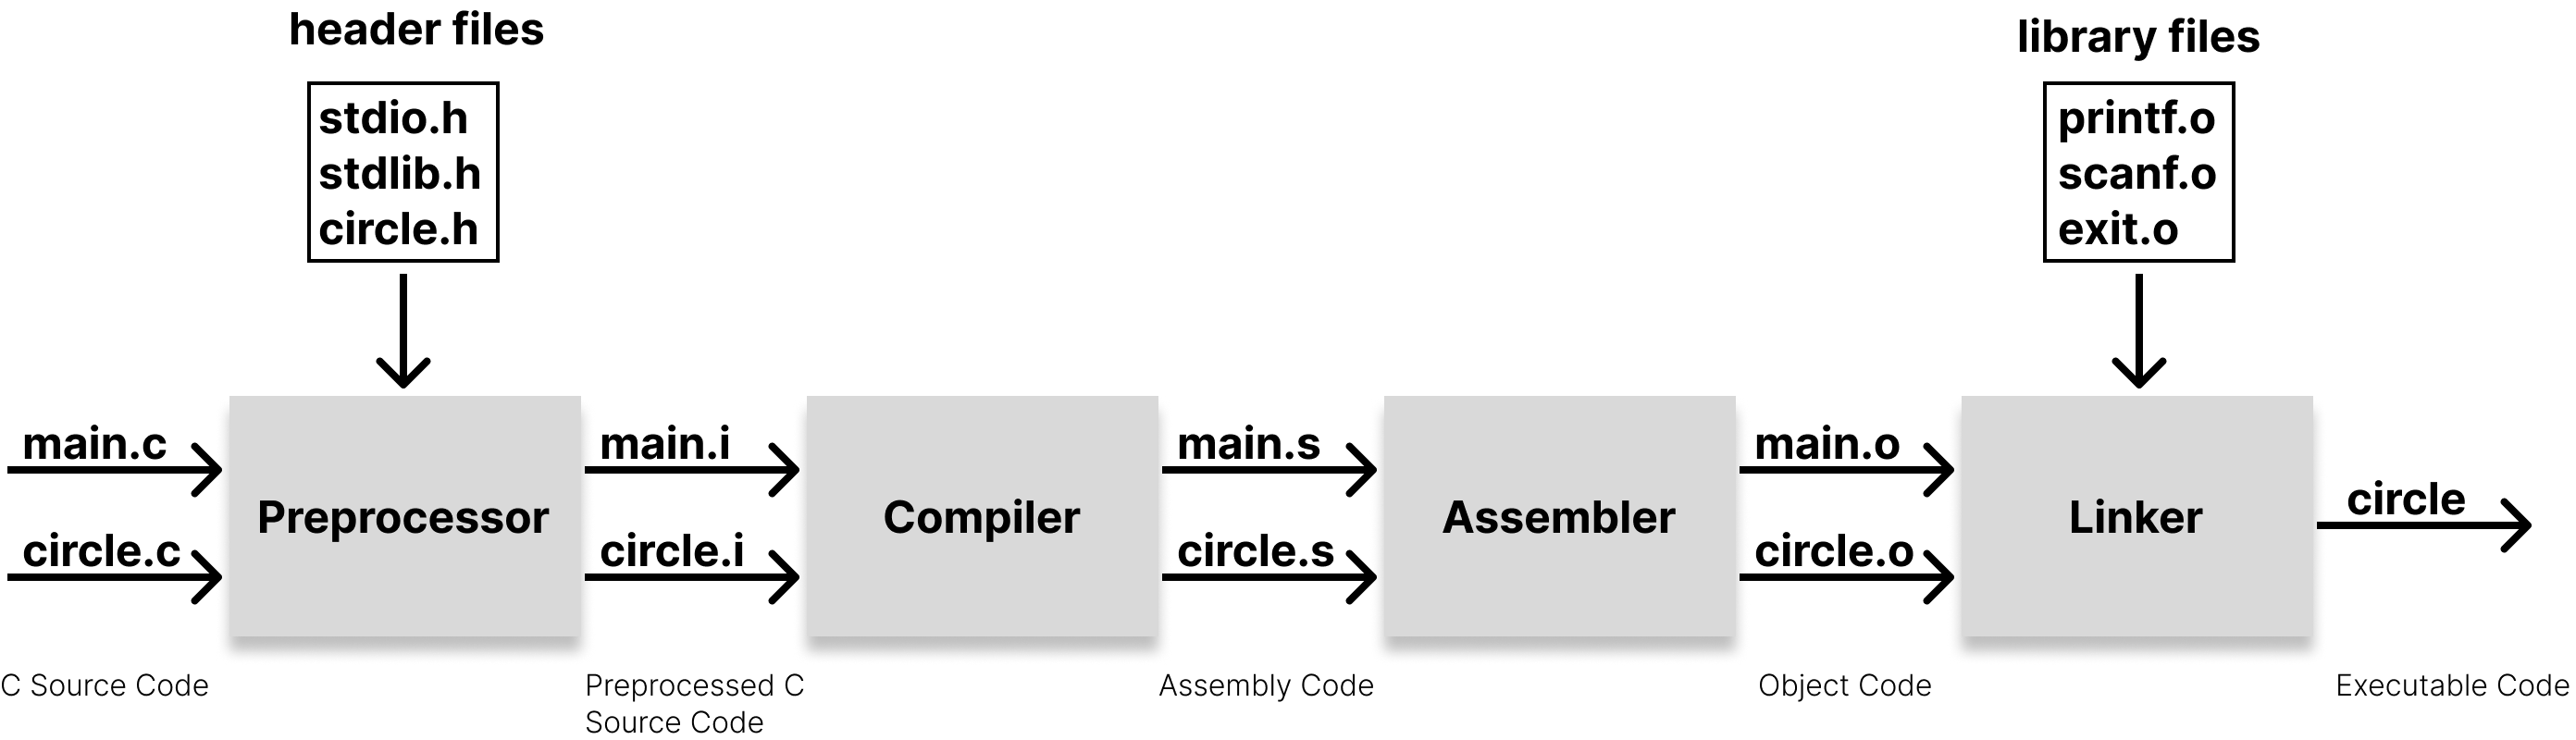 header files
stdio.h
stdlib.h
circle.h
library files
printf.o
scanf.o
exit.o
main.c
circle.c
Preprocessor
main.i
circle.i
Compiler
main.s
circle.s
Assembler
main.o
circle.o
Linker
circle
C Source Code
Preprocessed C
Source Code
Assembly Code
Object Code
Executable Code